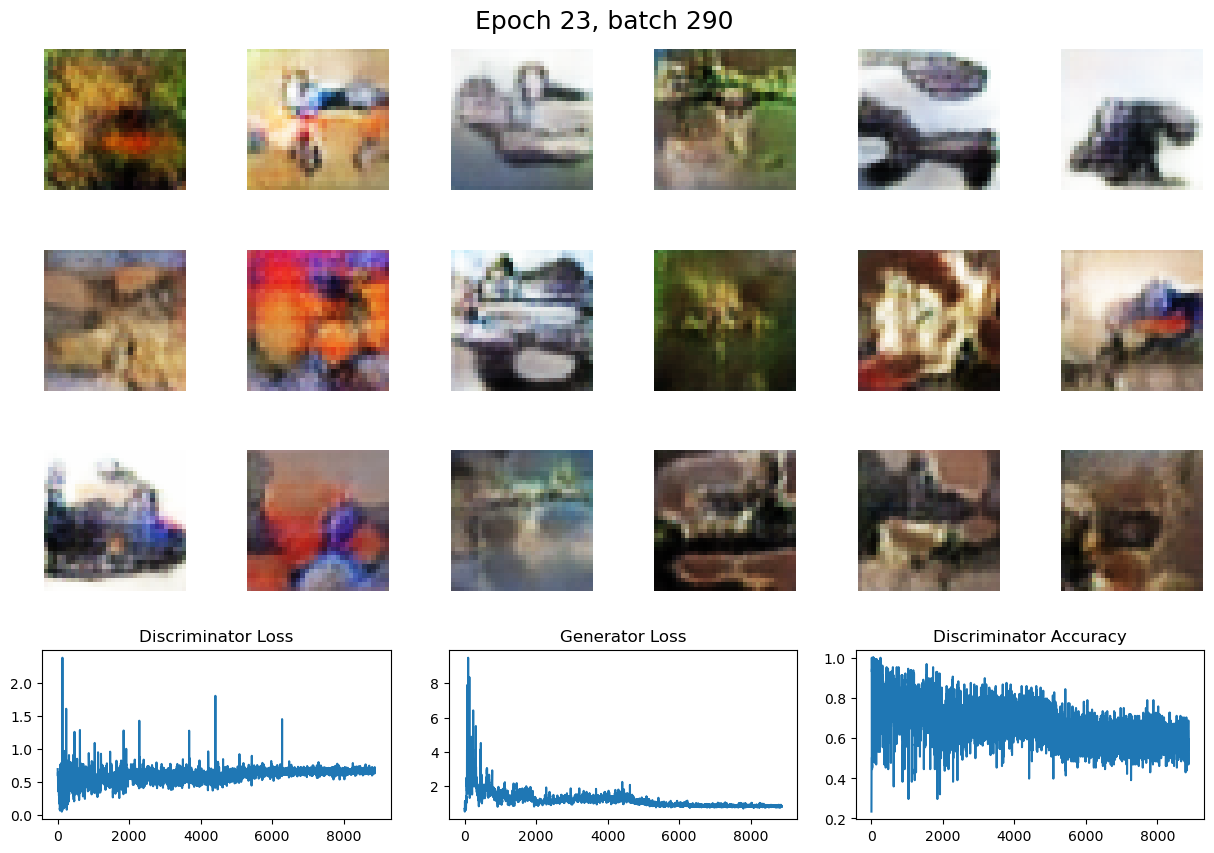 Epoch 23, batch 290
Discriminator Loss
Generator Loss
Discriminator Accuracy
2.0
1.5
1.0
0.5
0.0
0 2000 4000 6000 8000
8
6
4
2
0 2000 4000 6000 8000
1.0
0.8
0.6
0.4
0.2
0 2000 4000 6000 8000